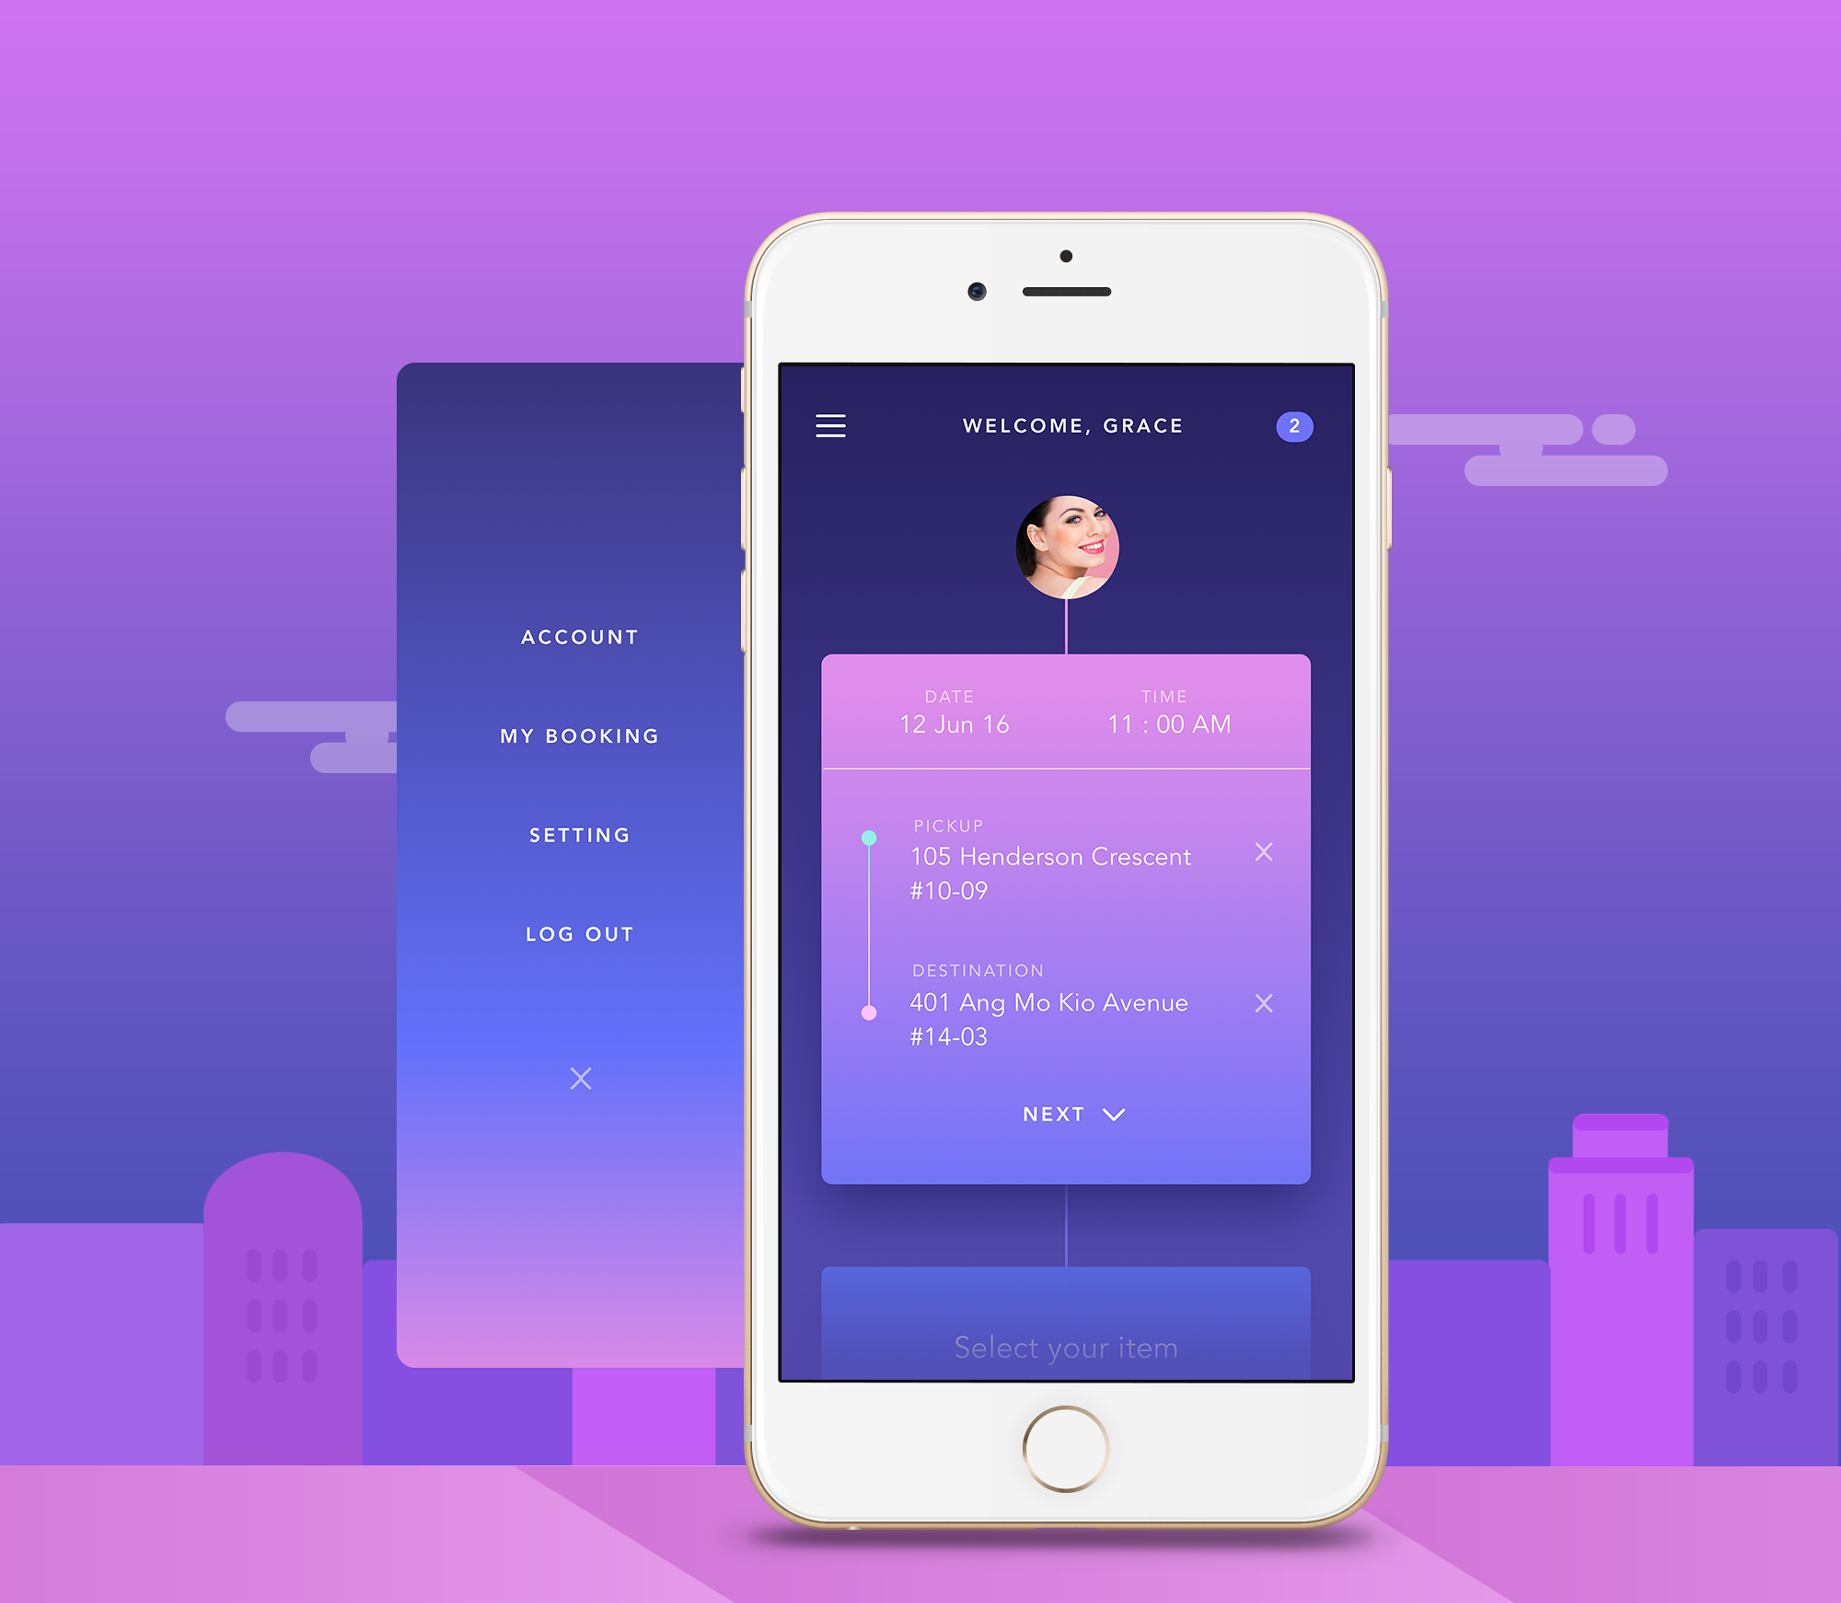 WELCOME, GRACE
2
ACCOUNT
MY BOOKING
SETTING
LOG OUT
DATE
12 Jun 16
TIME
11 : 00 AM
PICKUP
105 Henderson Crescent
#10-09
DESTINATION
401 Ang Mo Kio Avenue
#14-03
NEXT
Select your item